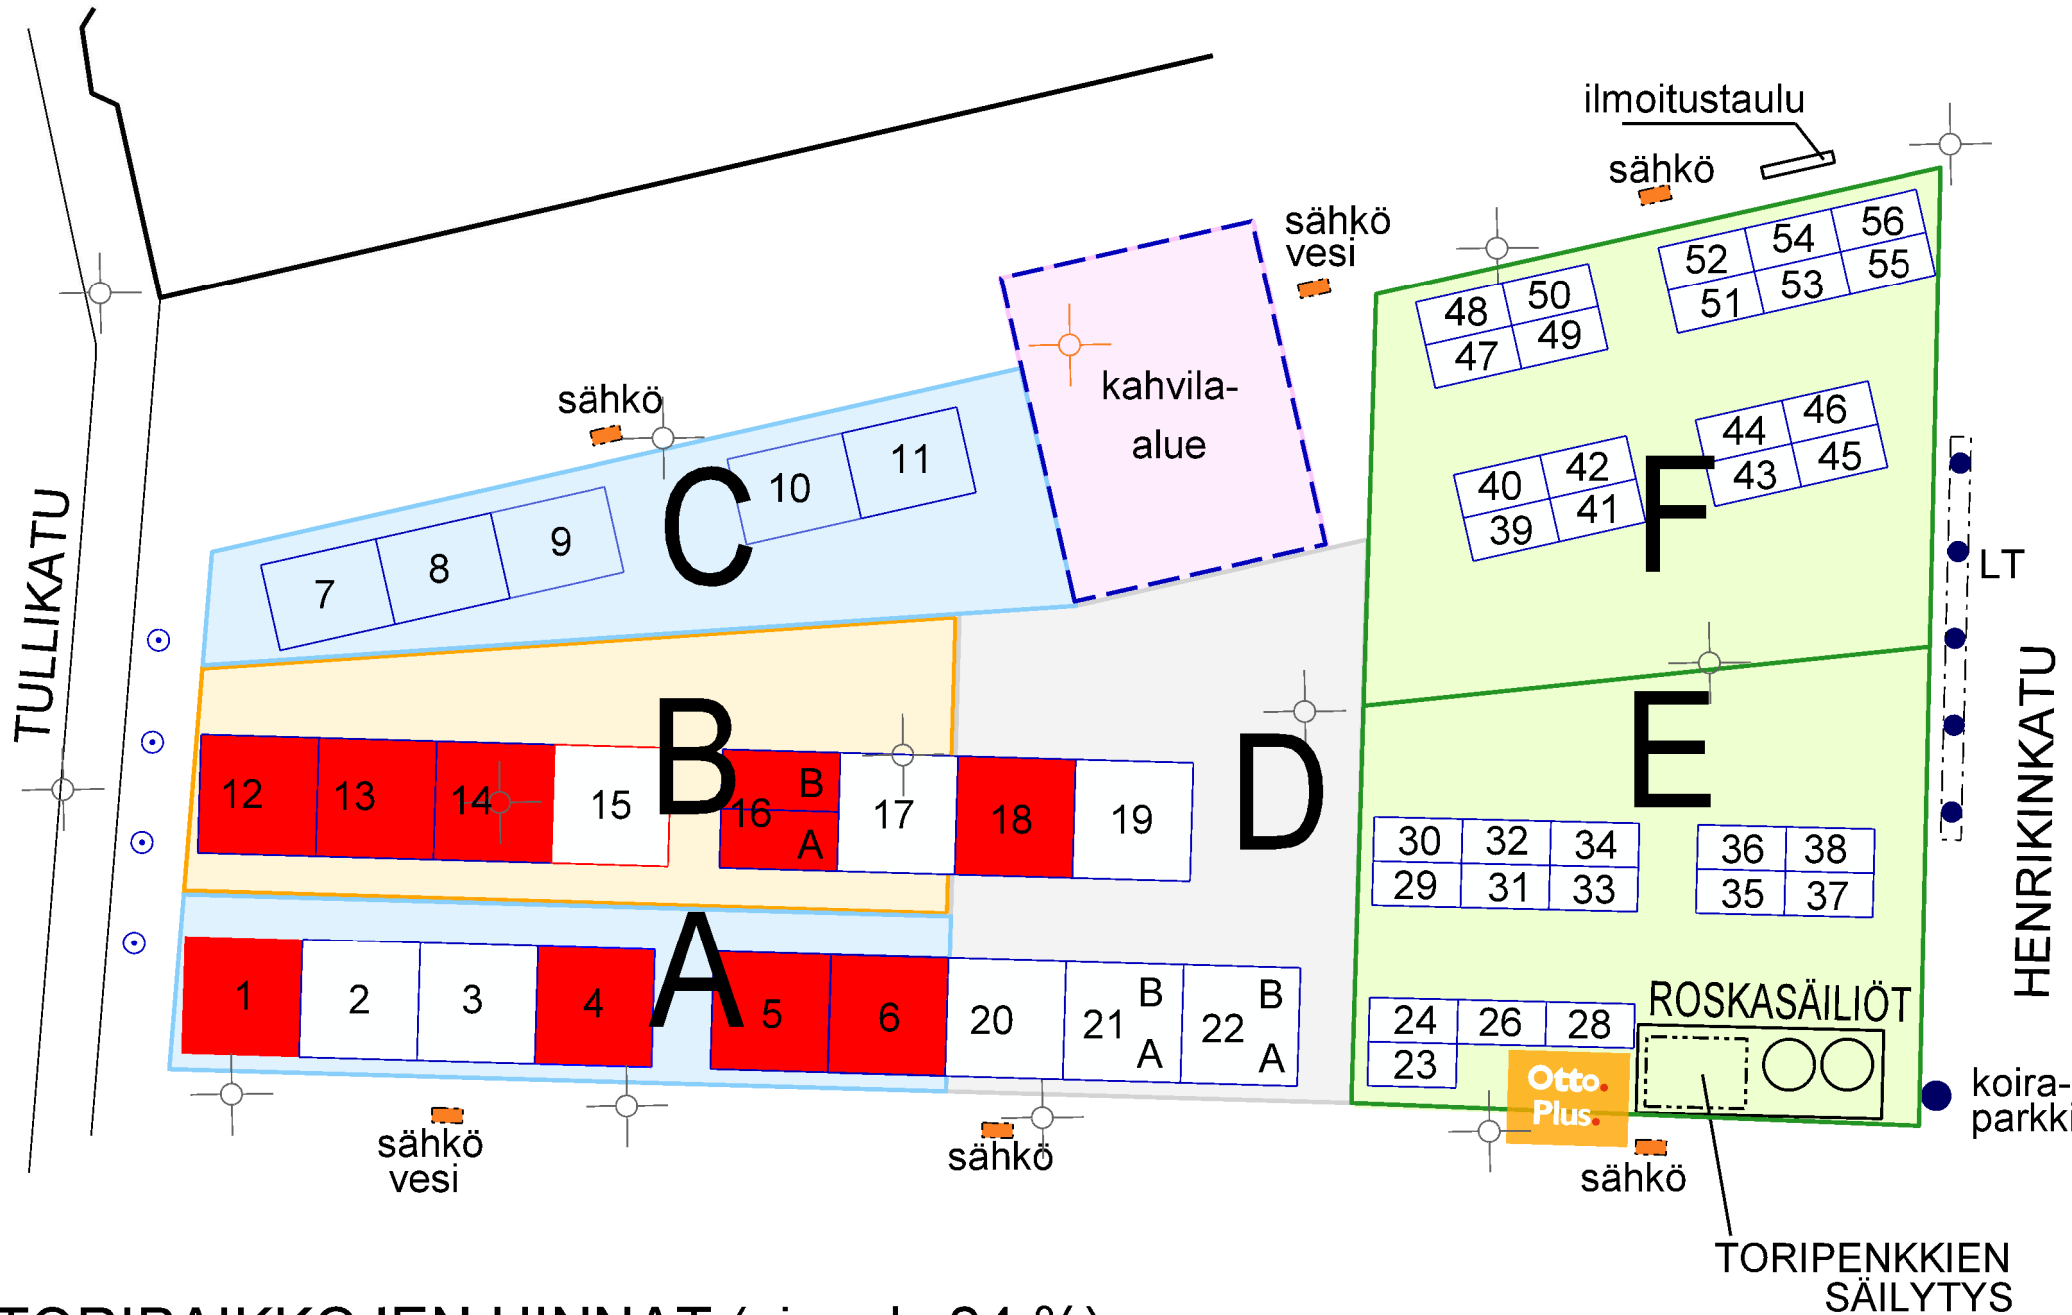 ilmoitustaulu
sähkö
sähkö
vesi
52 54 56
51 53 55
48 50
47 49
kahvila-
alue
sähkö
44 46
43 45
40 42
39 41
F
C
7 8 9 10 11
LT
TULLIKATU
HENRIKINKATU
B
D
E
12 13 14 15 16 B A 17 18 19
30 32 34 36 38
29 31 33 35 37
A
1 2 3 4 5 6 20 21 B A 22 B A
24 26 28
23
ROSKASÄILIÖT
Otto.
Plus.
koira-
parkki
sähkö
vesi
sähkö
sähkö
TORIPENKKIEN
SÄILYTYS